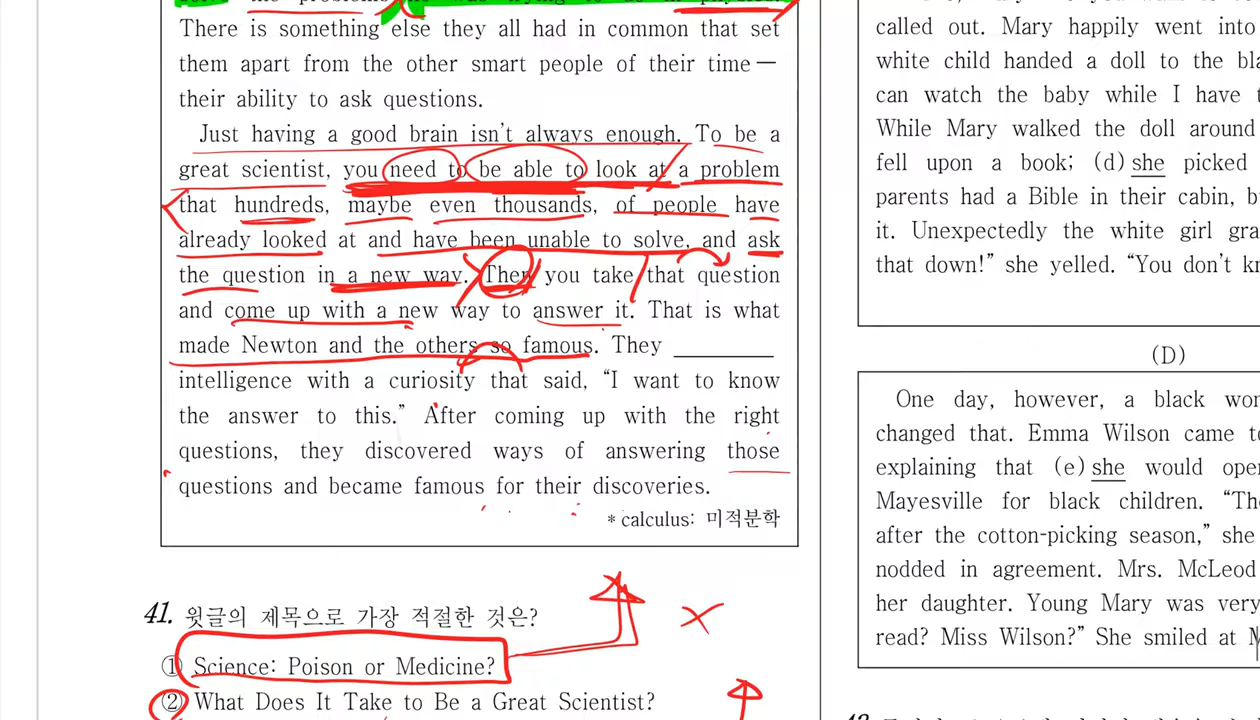 solve the problems he was trying to do in physics.
There is something else they all had in common that set
them apart from the other smart people of their time—
their ability to ask questions.
Just having a good brain isn't always enough. To be a
great scientist, you need to be able to look at a problem
that hundreds, maybe even thousands, of people have
already looked at and have been unable to solve, and ask
the question in a new way. Then you take that question
and come up with a new way to answer it. That is what
made Newton and the others so famous. They ________
intelligence with a curiosity that said, “I want to know
the answer to this.” After coming up with the right
questions, they discovered ways of answering those
questions and became famous for their discoveries.
* calculus: 미적분학
41. 윗글의 제목으로 가장 적절한 것은?
① Science: Poison or Medicine?
② What Does It Take to Be a Great Scientist?
called out. Mary happily went into
white child handed a doll to the
can watch the baby while I have
While Mary walked the doll around
fell upon a book; (d) she picked
parents had a Bible in their cabin,
it. Unexpectedly the white girl
that down!” she yelled. “You don't
(D)
One day, however, a black
changed that. Emma Wilson came
explaining that (e) she would
Mayesville for black children.
after the cotton-picking season,” she
nodded in agreement. Mrs. McLeod
her daughter. Young Mary was very
read? Miss Wilson?” She smiled at